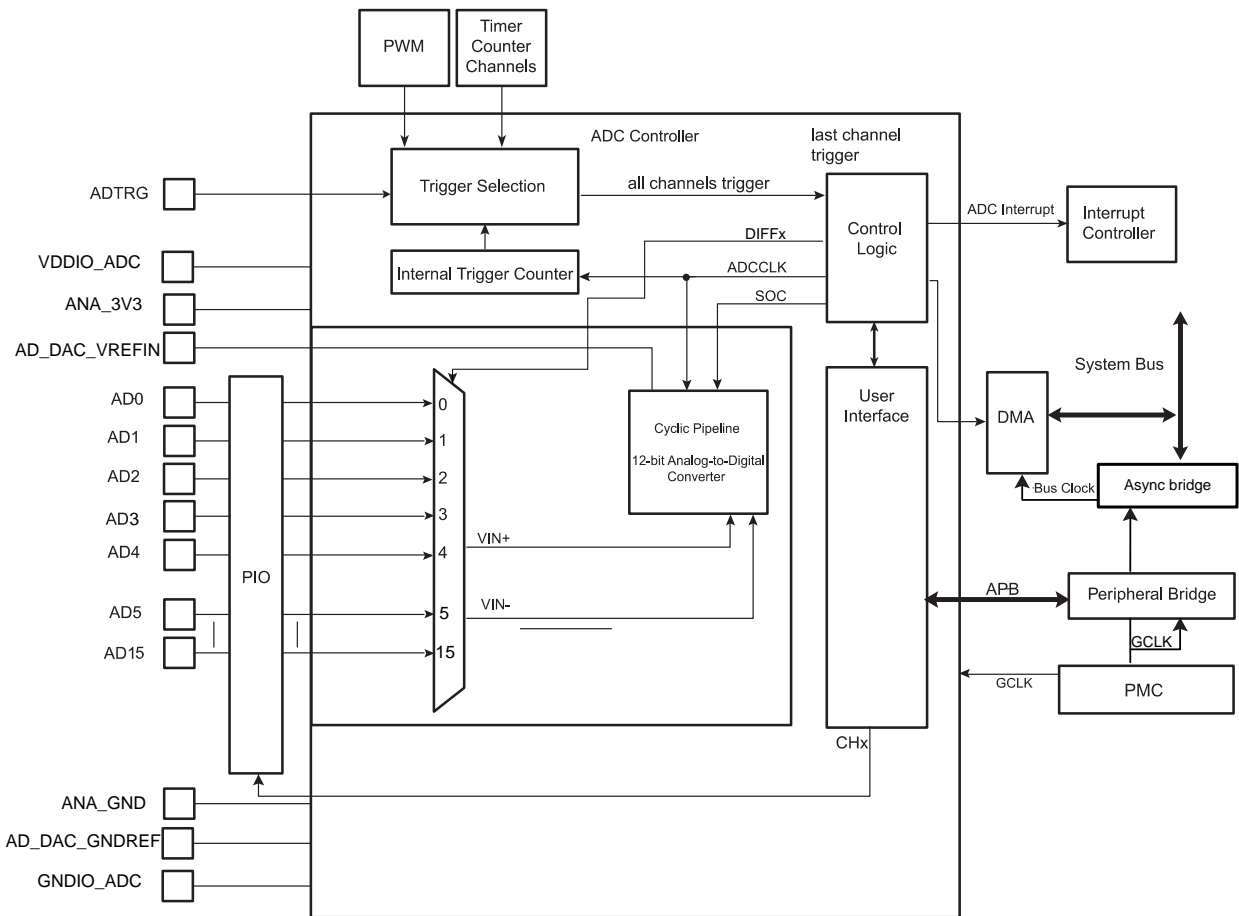 PWM
Timer
Counter
Channels
ADC Controller
last channel
trigger
ADTRG
Trigger Selection
all channels trigger
Control
Logic
ADC Interrupt
Interrupt
Controller
DIFFx
VDDIO_ADC
Internal Trigger Counter
ADCCLK
ANA_3V3
SOC
AD_DAC_VREFIN
System Bus
AD0
0
User
Interface
DMA
AD1
1
Cyclic Pipeline
12-bit Analog-to-Digital
Converter
AD2
2
Bus Clock
Async bridge
AD3
3
AD4
4
VIN+
PIO
APB
Peripheral Bridge
AD5
5
VIN-
GCLK
AD15
15
GCLK
PMC
CHx
ANA_GND
AD_DAC_GNDREF
GNDIO_ADC